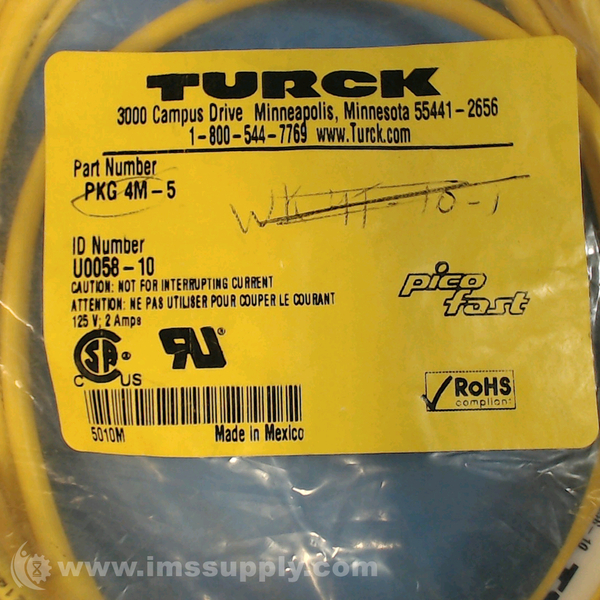 TURCK
3000 Campus Drive Minneapolis, Minnesota 55441-2656
1-800-544-7769 www.Turck.com
Part Number
PKG 4M-5
ID Number
U0058-10
CAUTION: NOT FOR INTERRUPTING CURRENT
ATTENTION: NE PAS UTILISER POUR COUPER LE COURANT
125 V; 2 Amps
pico fast
C US
RoHS
compliant
5010M
Made in Mexico
www.imssupply.com/